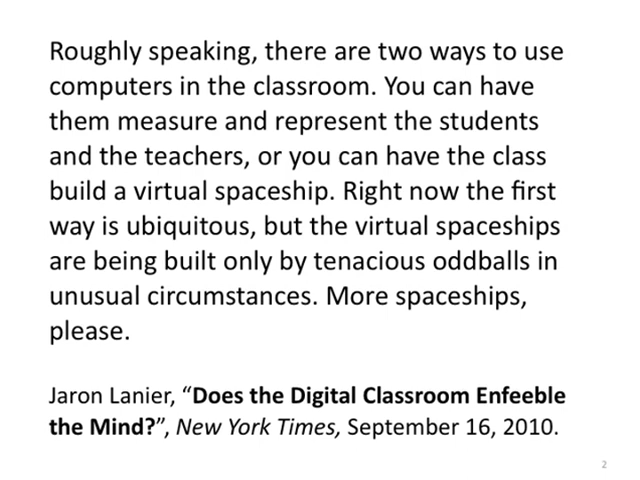 Roughly speaking, there are two ways to use
computers in the classroom. You can have
them measure and represent the students
and the teachers, or you can have the class
build a virtual spaceship. Right now the first
way is ubiquitous, but the virtual spaceships
are being built only by tenacious oddballs in
unusual circumstances. More spaceships,
please.
Jaron Lanier, “Does the Digital Classroom Enfeeble
the Mind?”, New York Times, September 16, 2010.
2